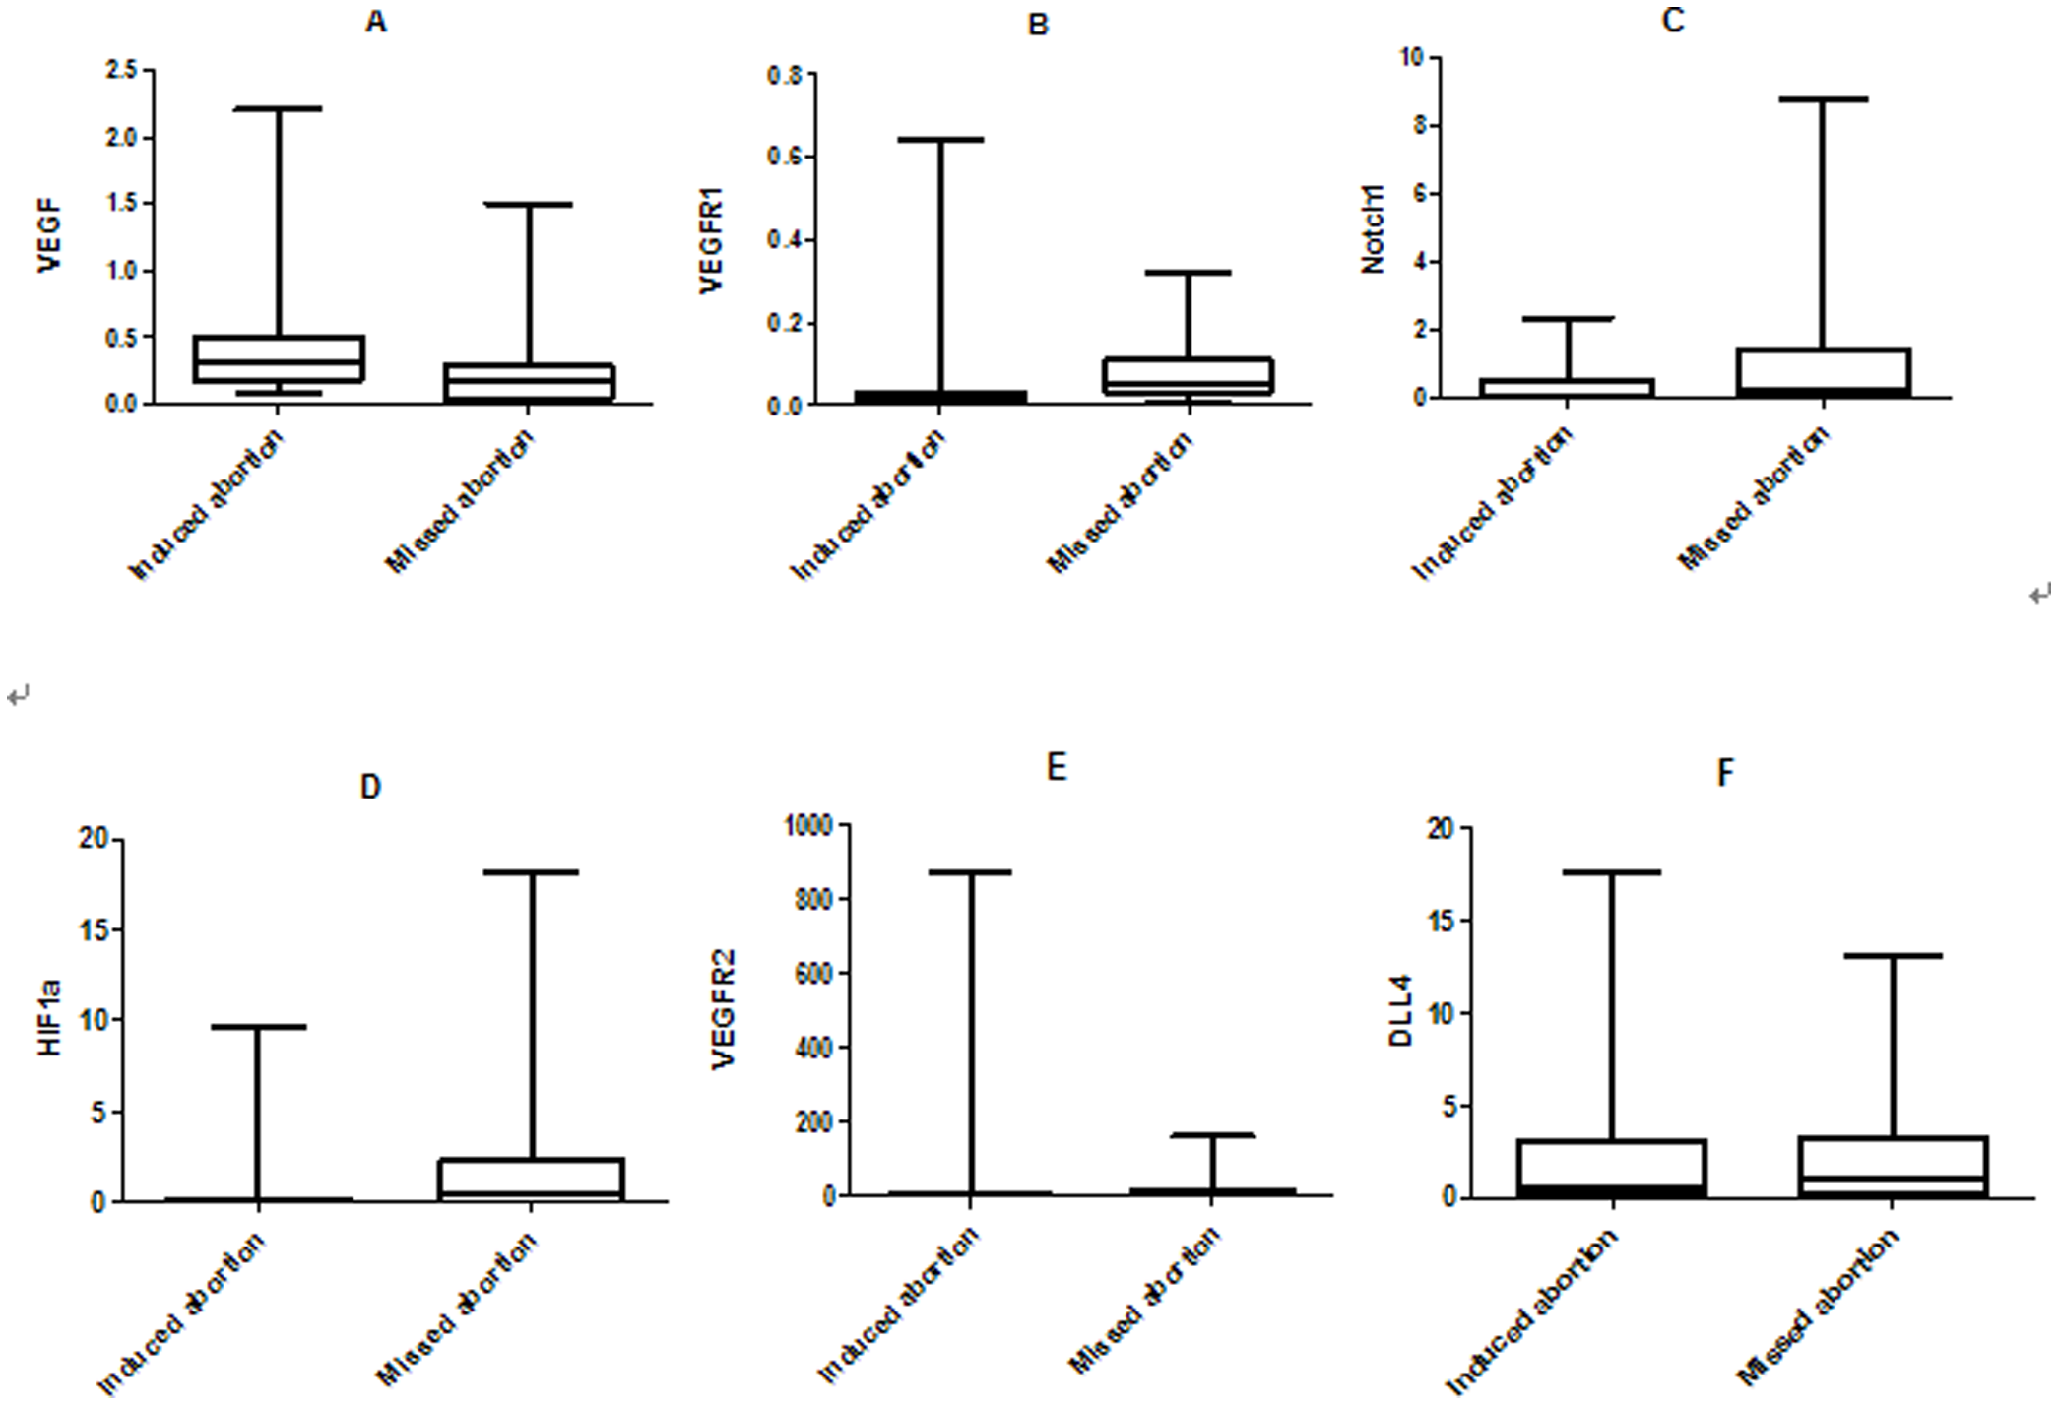 A
VEGF
2.5
2.0
1.5
1.0
0.5
0.0
Induced abortion
Missed abortion
B
VEGFR1
0.8
0.6
0.4
0.2
0.0
Induced abortion
Missed abortion
C
Notch1
10
8
6
4
2
0
Induced abortion
Missed abortion
D
HIF1a
20
15
10
5
0
Induced abortion
Missed abortion
E
VEGFR2
1000
800
600
400
200
0
Induced abortion
Missed abortion
F
DLL4
20
15
10
5
0
Induced abortion
Missed abortion